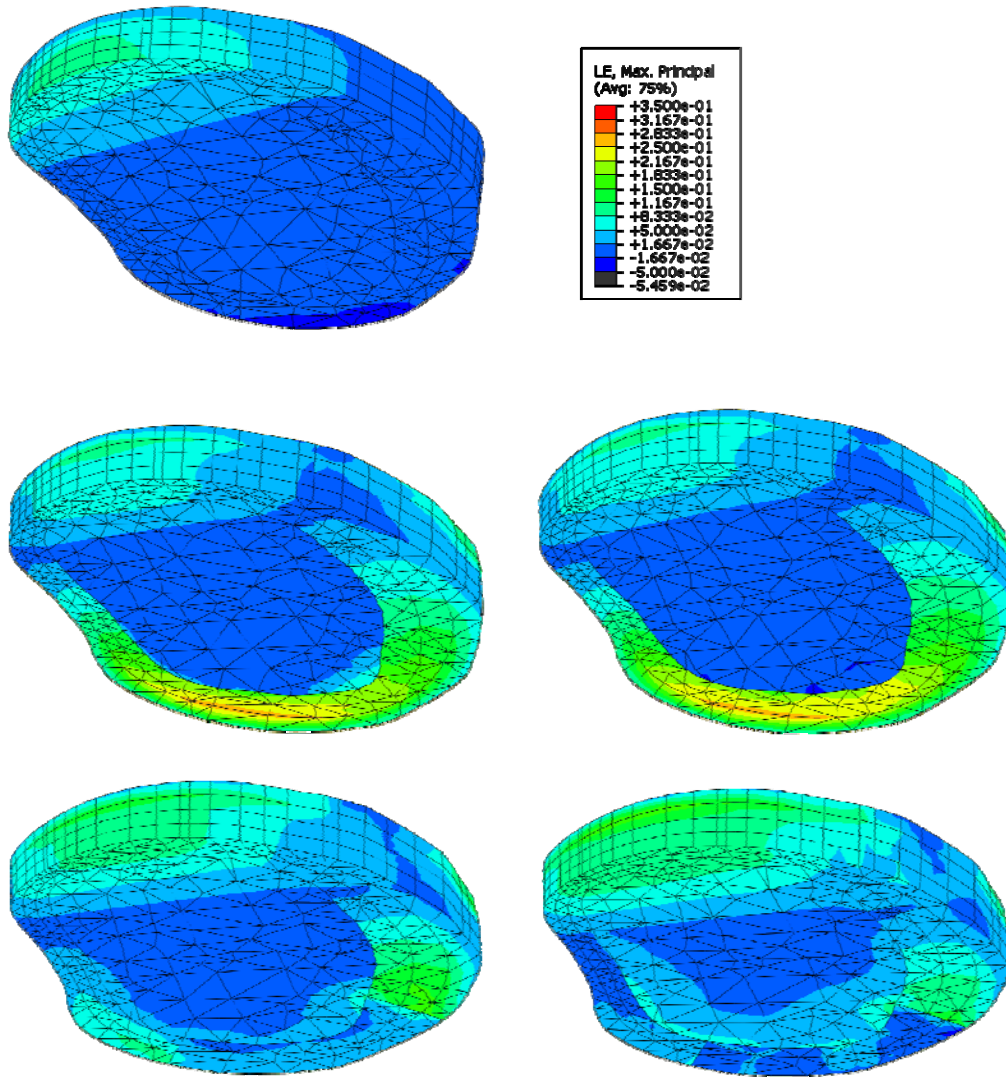 LE, Max. Principal
(Avg: 75%)
+3.500e-01
+3.167e-01
+2.833e-01
+2.500e-01
+2.167e-01
+1.833e-01
+1.500e-01
+1.167e-01
+8.333e-02
+5.000e-02
+1.667e-02
-1.667e-02
-5.000e-02
-5.459e-02